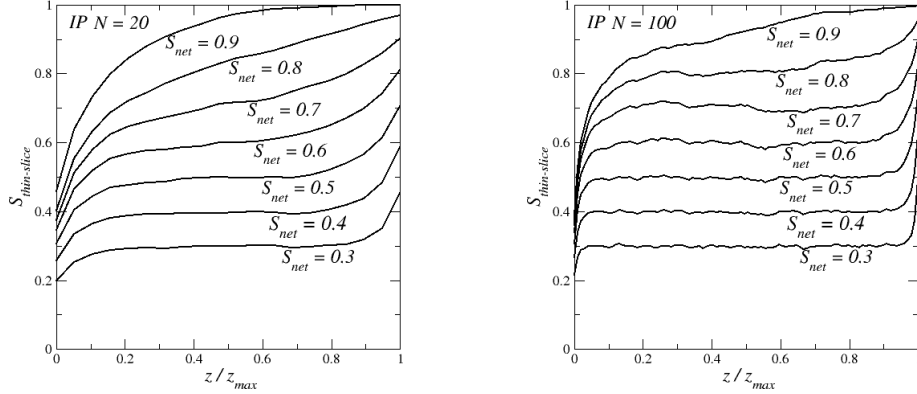 IP N = 20
S_net = 0.9
S_net = 0.8
S_net = 0.7
S_net = 0.6
S_net = 0.5
S_net = 0.4
S_net = 0.3
S_thin-slice
1
0.8
0.6
0.4
0.2
0
0 0.2 0.4 0.6 0.8 1
z / z_max
IP N = 100
S_net = 0.9
S_net = 0.8
S_net = 0.7
S_net = 0.6
S_net = 0.5
S_net = 0.4
S_net = 0.3
S_thin-slice
1
0.8
0.6
0.4
0.2
0
0 0.2 0.4 0.6 0.8
z / z_max